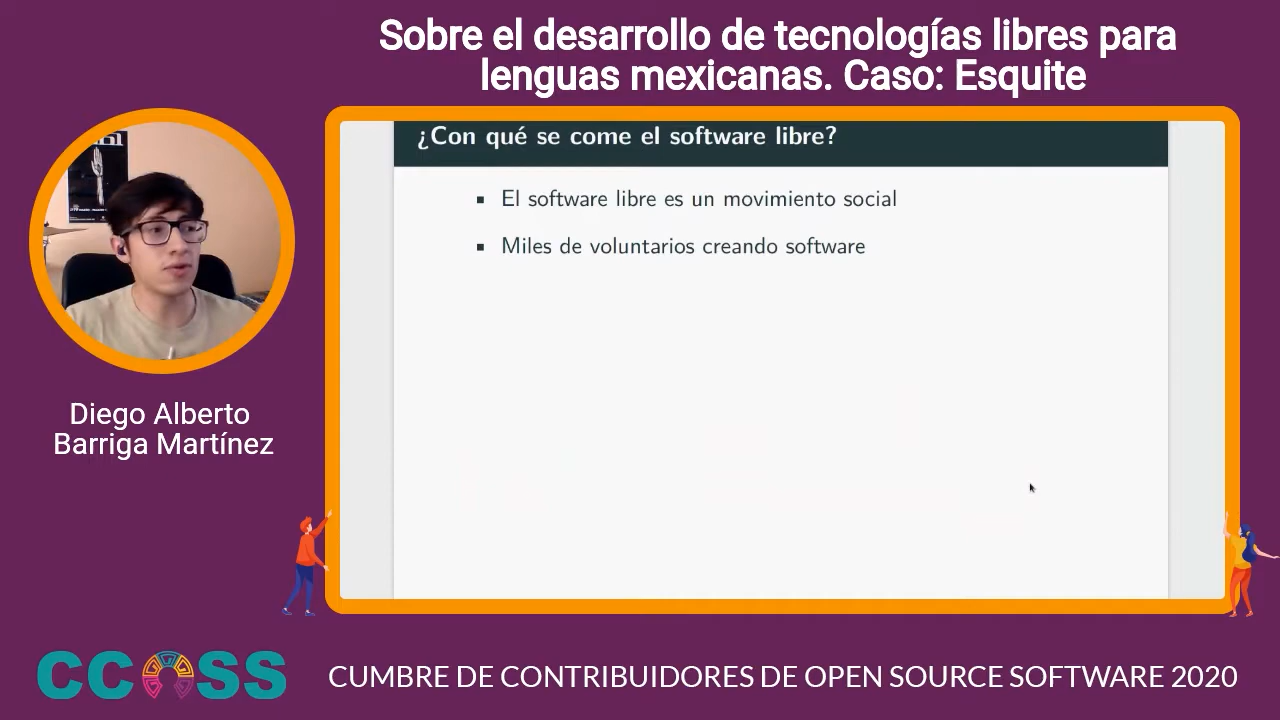 Sobre el desarrollo de tecnologías libres para
lenguas mexicanas. Caso: Esquite
¿Con qué se come el software libre?
▪ El software libre es un movimiento social
▪ Miles de voluntarios creando software
Diego Alberto
Barriga Martínez
CCOSS
CUMBRE DE CONTRIBUIDORES DE OPEN SOURCE SOFTWARE 2020